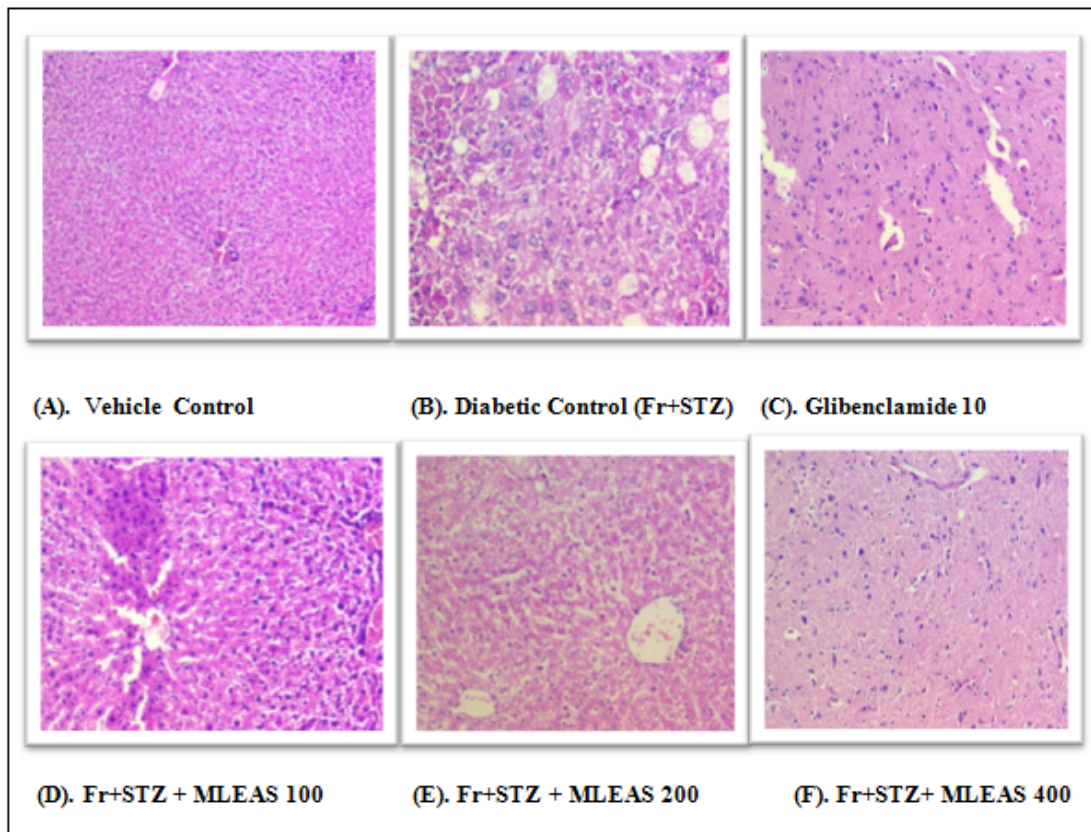 (A). Vehicle Control
(B). Diabetic Control (Fr+STZ)
(C). Glibenclamide 10
(D). Fr+STZ + MLEAS 100
(E). Fr+STZ + MLEAS 200
(F). Fr+STZ+ MLEAS 400